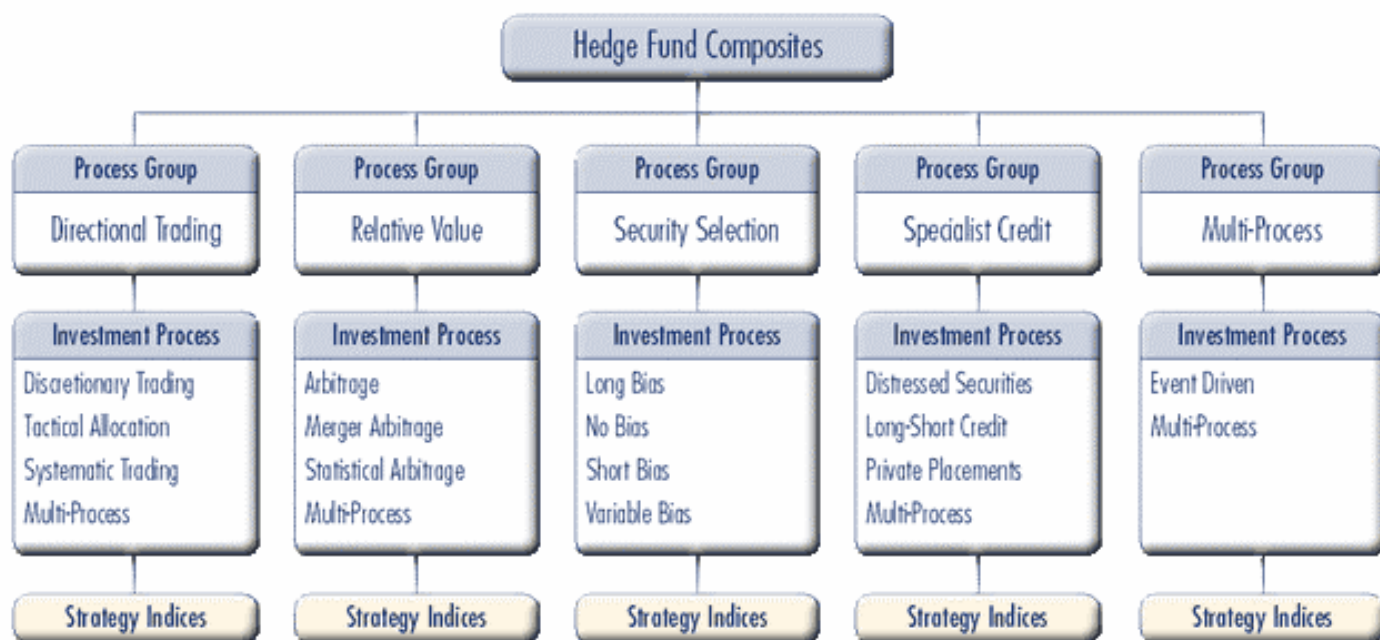 Hedge Fund Composites
Process Group
Directional Trading
Investment Process
Discretionary Trading
Tactical Allocation
Systematic Trading
Multi-Process
Strategy Indices
Process Group
Relative Value
Investment Process
Arbitrage
Merger Arbitrage
Statistical Arbitrage
Multi-Process
Strategy Indices
Process Group
Security Selection
Investment Process
Long Bias
No Bias
Short Bias
Variable Bias
Strategy Indices
Process Group
Specialist Credit
Investment Process
Distressed Securities
Long-Short Credit
Private Placements
Multi-Process
Strategy Indices
Process Group
Multi-Process
Investment Process
Event Driven
Multi-Process
Strategy Indices